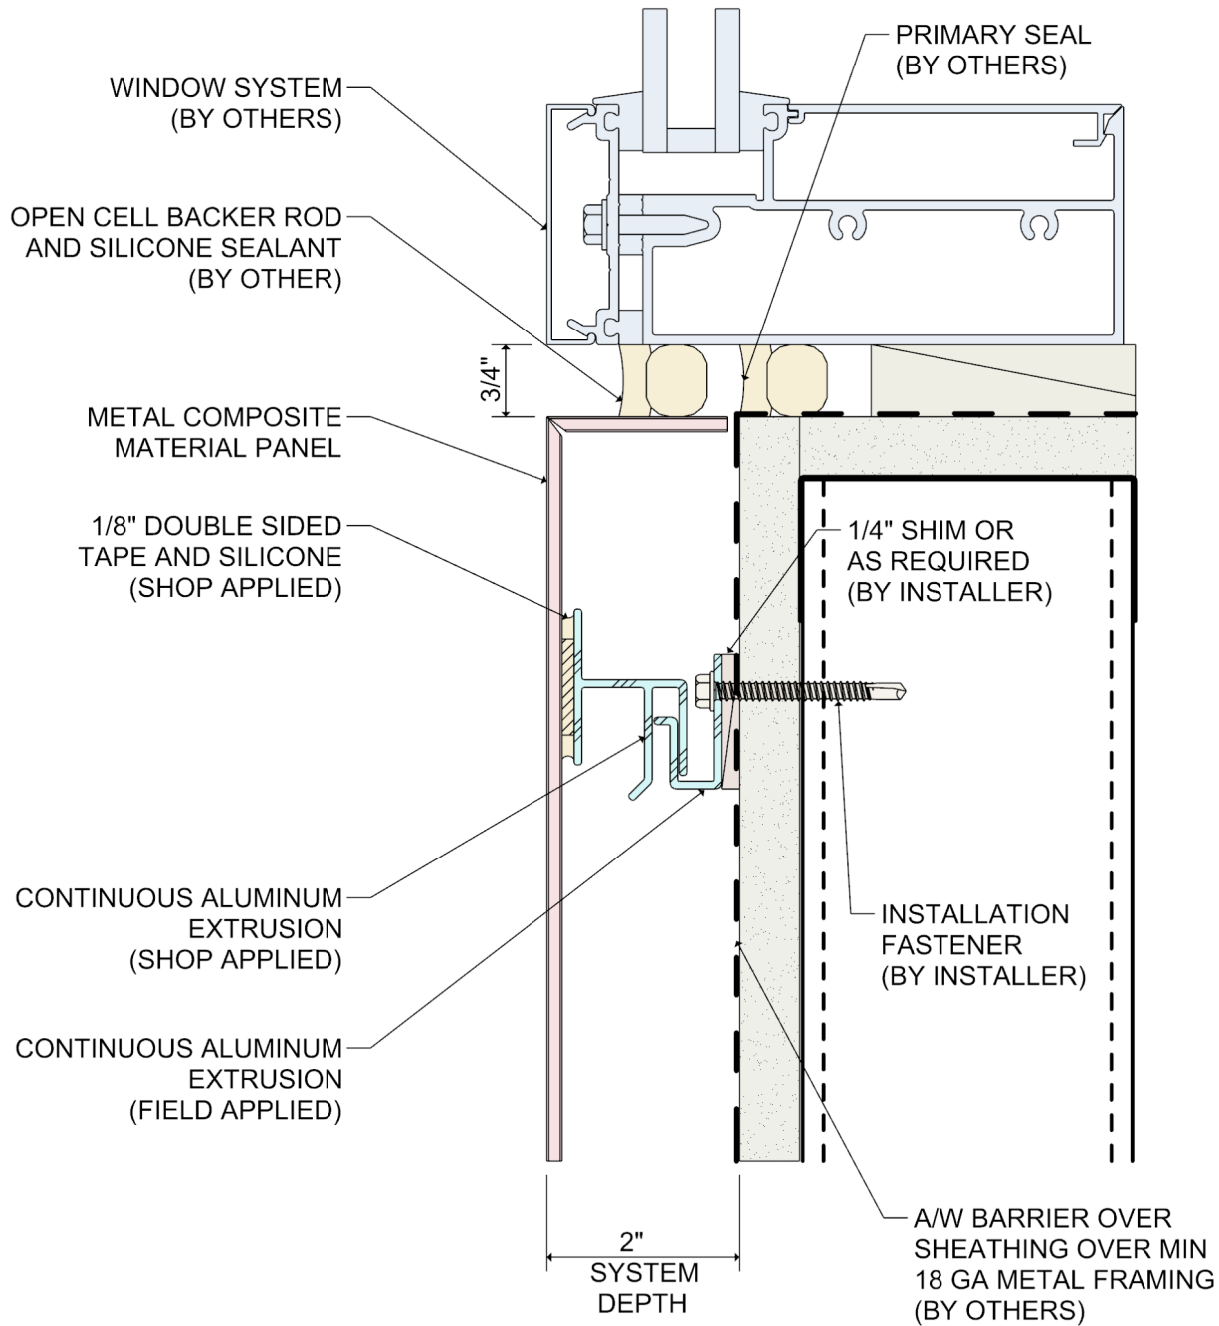 PRIMARY SEAL
(BY OTHERS)
WINDOW SYSTEM
(BY OTHERS)
OPEN CELL BACKER ROD
AND SILICONE SEALANT
(BY OTHER)
3/4"
METAL COMPOSITE
MATERIAL PANEL
1/8" DOUBLE SIDED
TAPE AND SILICONE
(SHOP APPLIED)
1/4" SHIM OR
AS REQUIRED
(BY INSTALLER)
CONTINUOUS ALUMINUM
EXTRUSION
(SHOP APPLIED)
INSTALLATION
FASTENER
(BY INSTALLER)
CONTINUOUS ALUMINUM
EXTRUSION
(FIELD APPLIED)
2"
SYSTEM
DEPTH
A/W BARRIER OVER
SHEATHING OVER MIN
18 GA METAL FRAMING
(BY OTHERS)